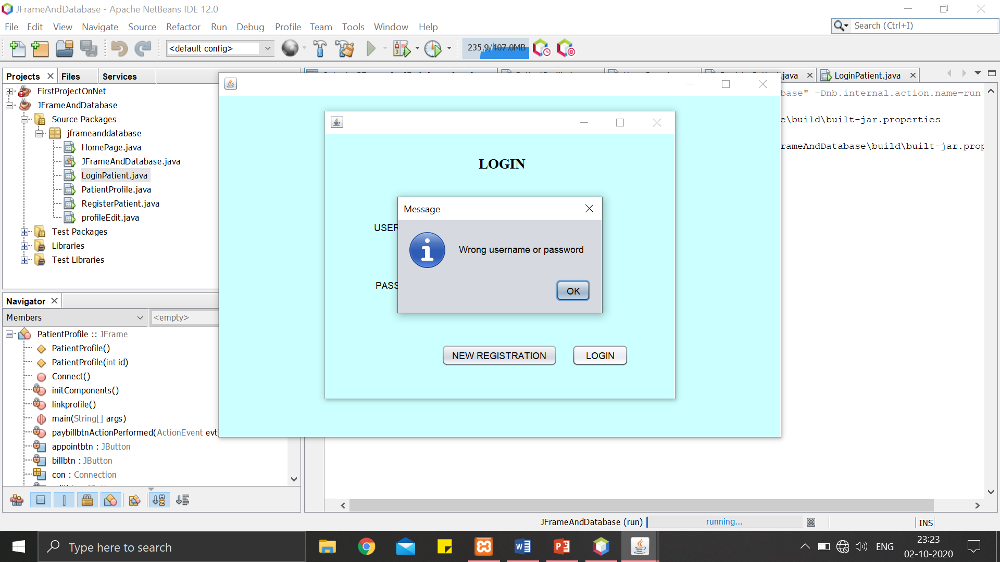 JFrameAndDatabase - Apache NetBeans IDE 12.0
File Edit View Navigate Source Refactor Run Debug Profile Team Tools Window Help
Search (Ctrl+I)
<default config>
235.9/407.0MB
Projects Files Services
java LoginPatient.java
FirstProjectOnNet
JFrameAndDatabase
Source Packages
jframeanddatabase
HomePage.java
JFrameAndDatabase.java
LoginPatient.java
PatientProfile.java
RegisterPatient.java
profileEdit.java
Test Packages
Libraries
Test Libraries
base" -Dnb.internal.action.name=run
e\build\built-jar.properties
rameAndDatabase\build\built-jar.prop
LOGIN
USER
PASS
Message
Wrong username or password
OK
NEW REGISTRATION LOGIN
Navigator
Members
<empty>
PatientProfile :: JFrame
PatientProfile()
PatientProfile(int id)
Connect()
initComponents()
linkprofile()
main(String[] args)
paybillbtnActionPerformed(ActionEvent evt
appointbtn : JButton
billbtn : JButton
con : Connection
JFrameAndDatabase (run) running... INS
Type here to search
ENG
23:23
02-10-2020